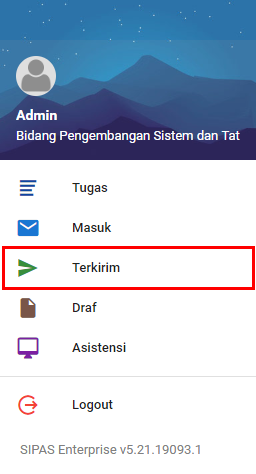 Admin
Bidang Pengembangan Sistem dan Tat
Tugas
Masuk
Terkirim
Draf
Asistensi
Logout
SIPAS Enterprise v5.21.19093.1